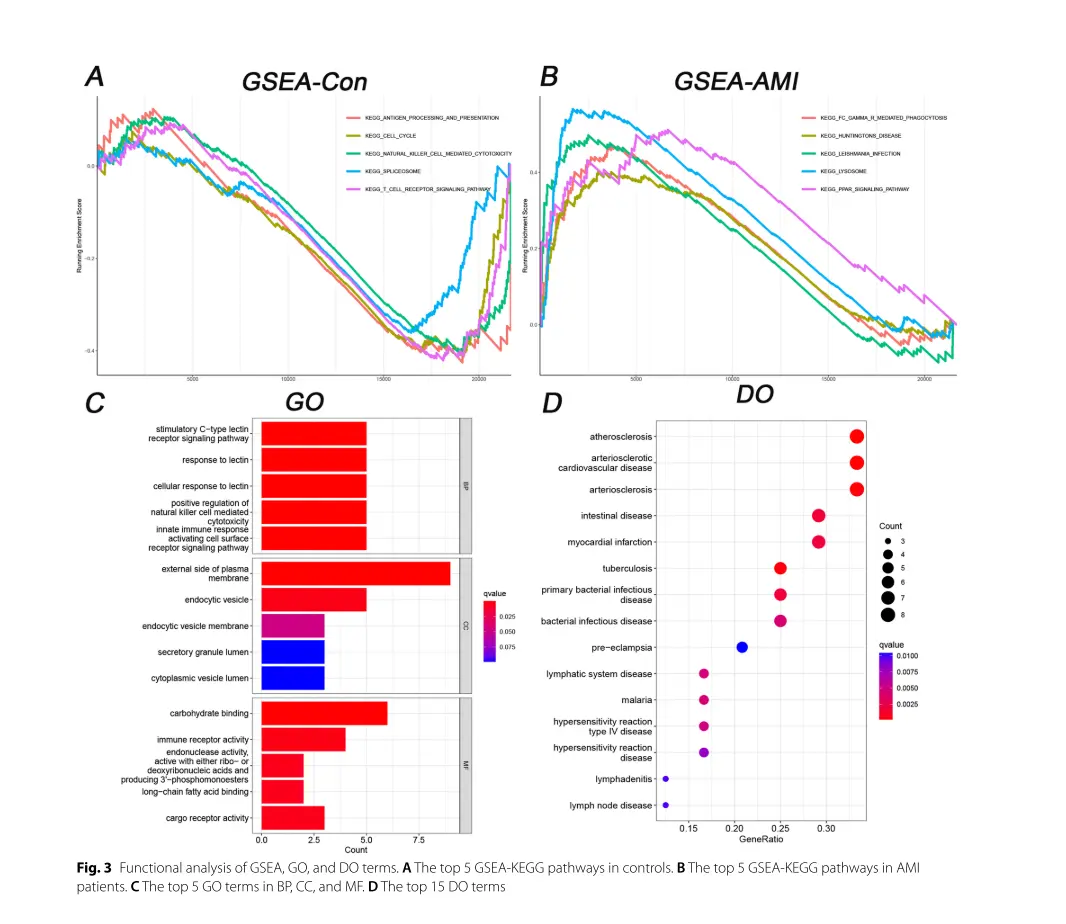 A
GSEA-Con
Running Enrichment Score
0.0
-0.2
-0.4
5000
10000
15000
20000
KEGG_ANTIGEN_PROCESSING_AND_PRESENTATION
KEGG_CELL_CYCLE
KEGG_NATURAL_KILLER_CELL_MEDIATED_CYTOTOXICITY
KEGG_SPLICEOSOME
KEGG_T_CELL_RECEPTOR_SIGNALING_PATHWAY
B
GSEA-AMI
Running Enrichment Score
0.4
0.2
0.0
5000
10000
15000
20000
KEGG_FC_GAMMA_R_MEDIATED_PHAGOCYTOSIS
KEGG_HUNTINGTONS_DISEASE
KEGG_LEISHMANIA_INFECTION
KEGG_LYSOSOME
KEGG_PPAR_SIGNALING_PATHWAY
C
GO
stimulatory C-type lectin
receptor signaling pathway
response to lectin
cellular response to lectin
positive regulation of
natural killer cell mediated
cytotoxicity
innate immune response
activating cell surface
receptor signaling pathway
BP
external side of plasma
membrane
endocytic vesicle
endocytic vesicle membrane
secretory granule lumen
cytoplasmic vesicle lumen
CC
carbohydrate binding
immune receptor activity
endonuclease activity,
active with either ribo- or
deoxyribonucleic acids and
producing 3'-phosphomonoesters
long-chain fatty acid binding
cargo receptor activity
MF
0.0
2.5
5.0
7.5
Count
qvalue
0.025
0.050
0.075
D
DO
atherosclerosis
arteriosclerotic
cardiovascular disease
arteriosclerosis
intestinal disease
myocardial infarction
tuberculosis
primary bacterial infectious
disease
bacterial infectious disease
pre-eclampsia
lymphatic system disease
malaria
hypersensitivity reaction
type IV disease
hypersensitivity reaction
disease
lymphadenitis
lymph node disease
0.15
0.20
0.25
0.30
GeneRatio
Count
3
4
5
6
7
8
qvalue
0.0100
0.0075
0.0050
0.0025
Fig. 3 Functional analysis of GSEA, GO, and DO terms. A The top 5 GSEA-KEGG pathways in controls. B The top 5 GSEA-KEGG pathways in AMI
patients. C The top 5 GO terms in BP, CC, and MF. D The top 15 DO terms